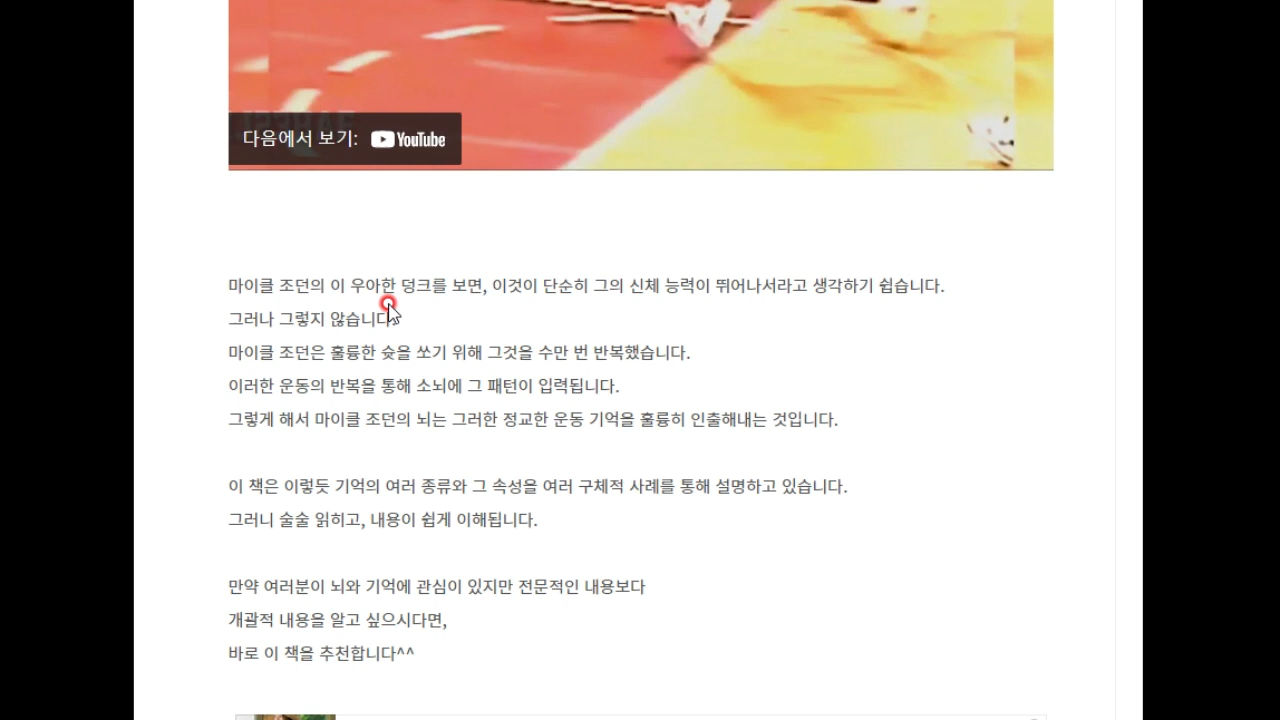 다음에서 보기: YouTube
마이클 조던의 이 우아한 덩크를 보면, 이것이 단순히 그의 신체 능력이 뛰어나서라고 생각하기 쉽습니다.
그러나 그렇지 않습니다.
마이클 조던은 훌륭한 슛을 쏘기 위해 그것을 수만 번 반복했습니다.
이러한 운동의 반복을 통해 소뇌에 그 패턴이 입력됩니다.
그렇게 해서 마이클 조던의 뇌는 그러한 정교한 운동 기억을 훌륭히 인출해내는 것입니다.
이 책은 이렇듯 기억의 여러 종류와 그 속성을 여러 구체적 사례를 통해 설명하고 있습니다.
그러니 술술 읽히고, 내용이 쉽게 이해됩니다.
만약 여러분이 뇌와 기억에 관심이 있지만 전문적인 내용보다
개괄적 내용을 알고 싶으시다면,
바로 이 책을 추천합니다^^